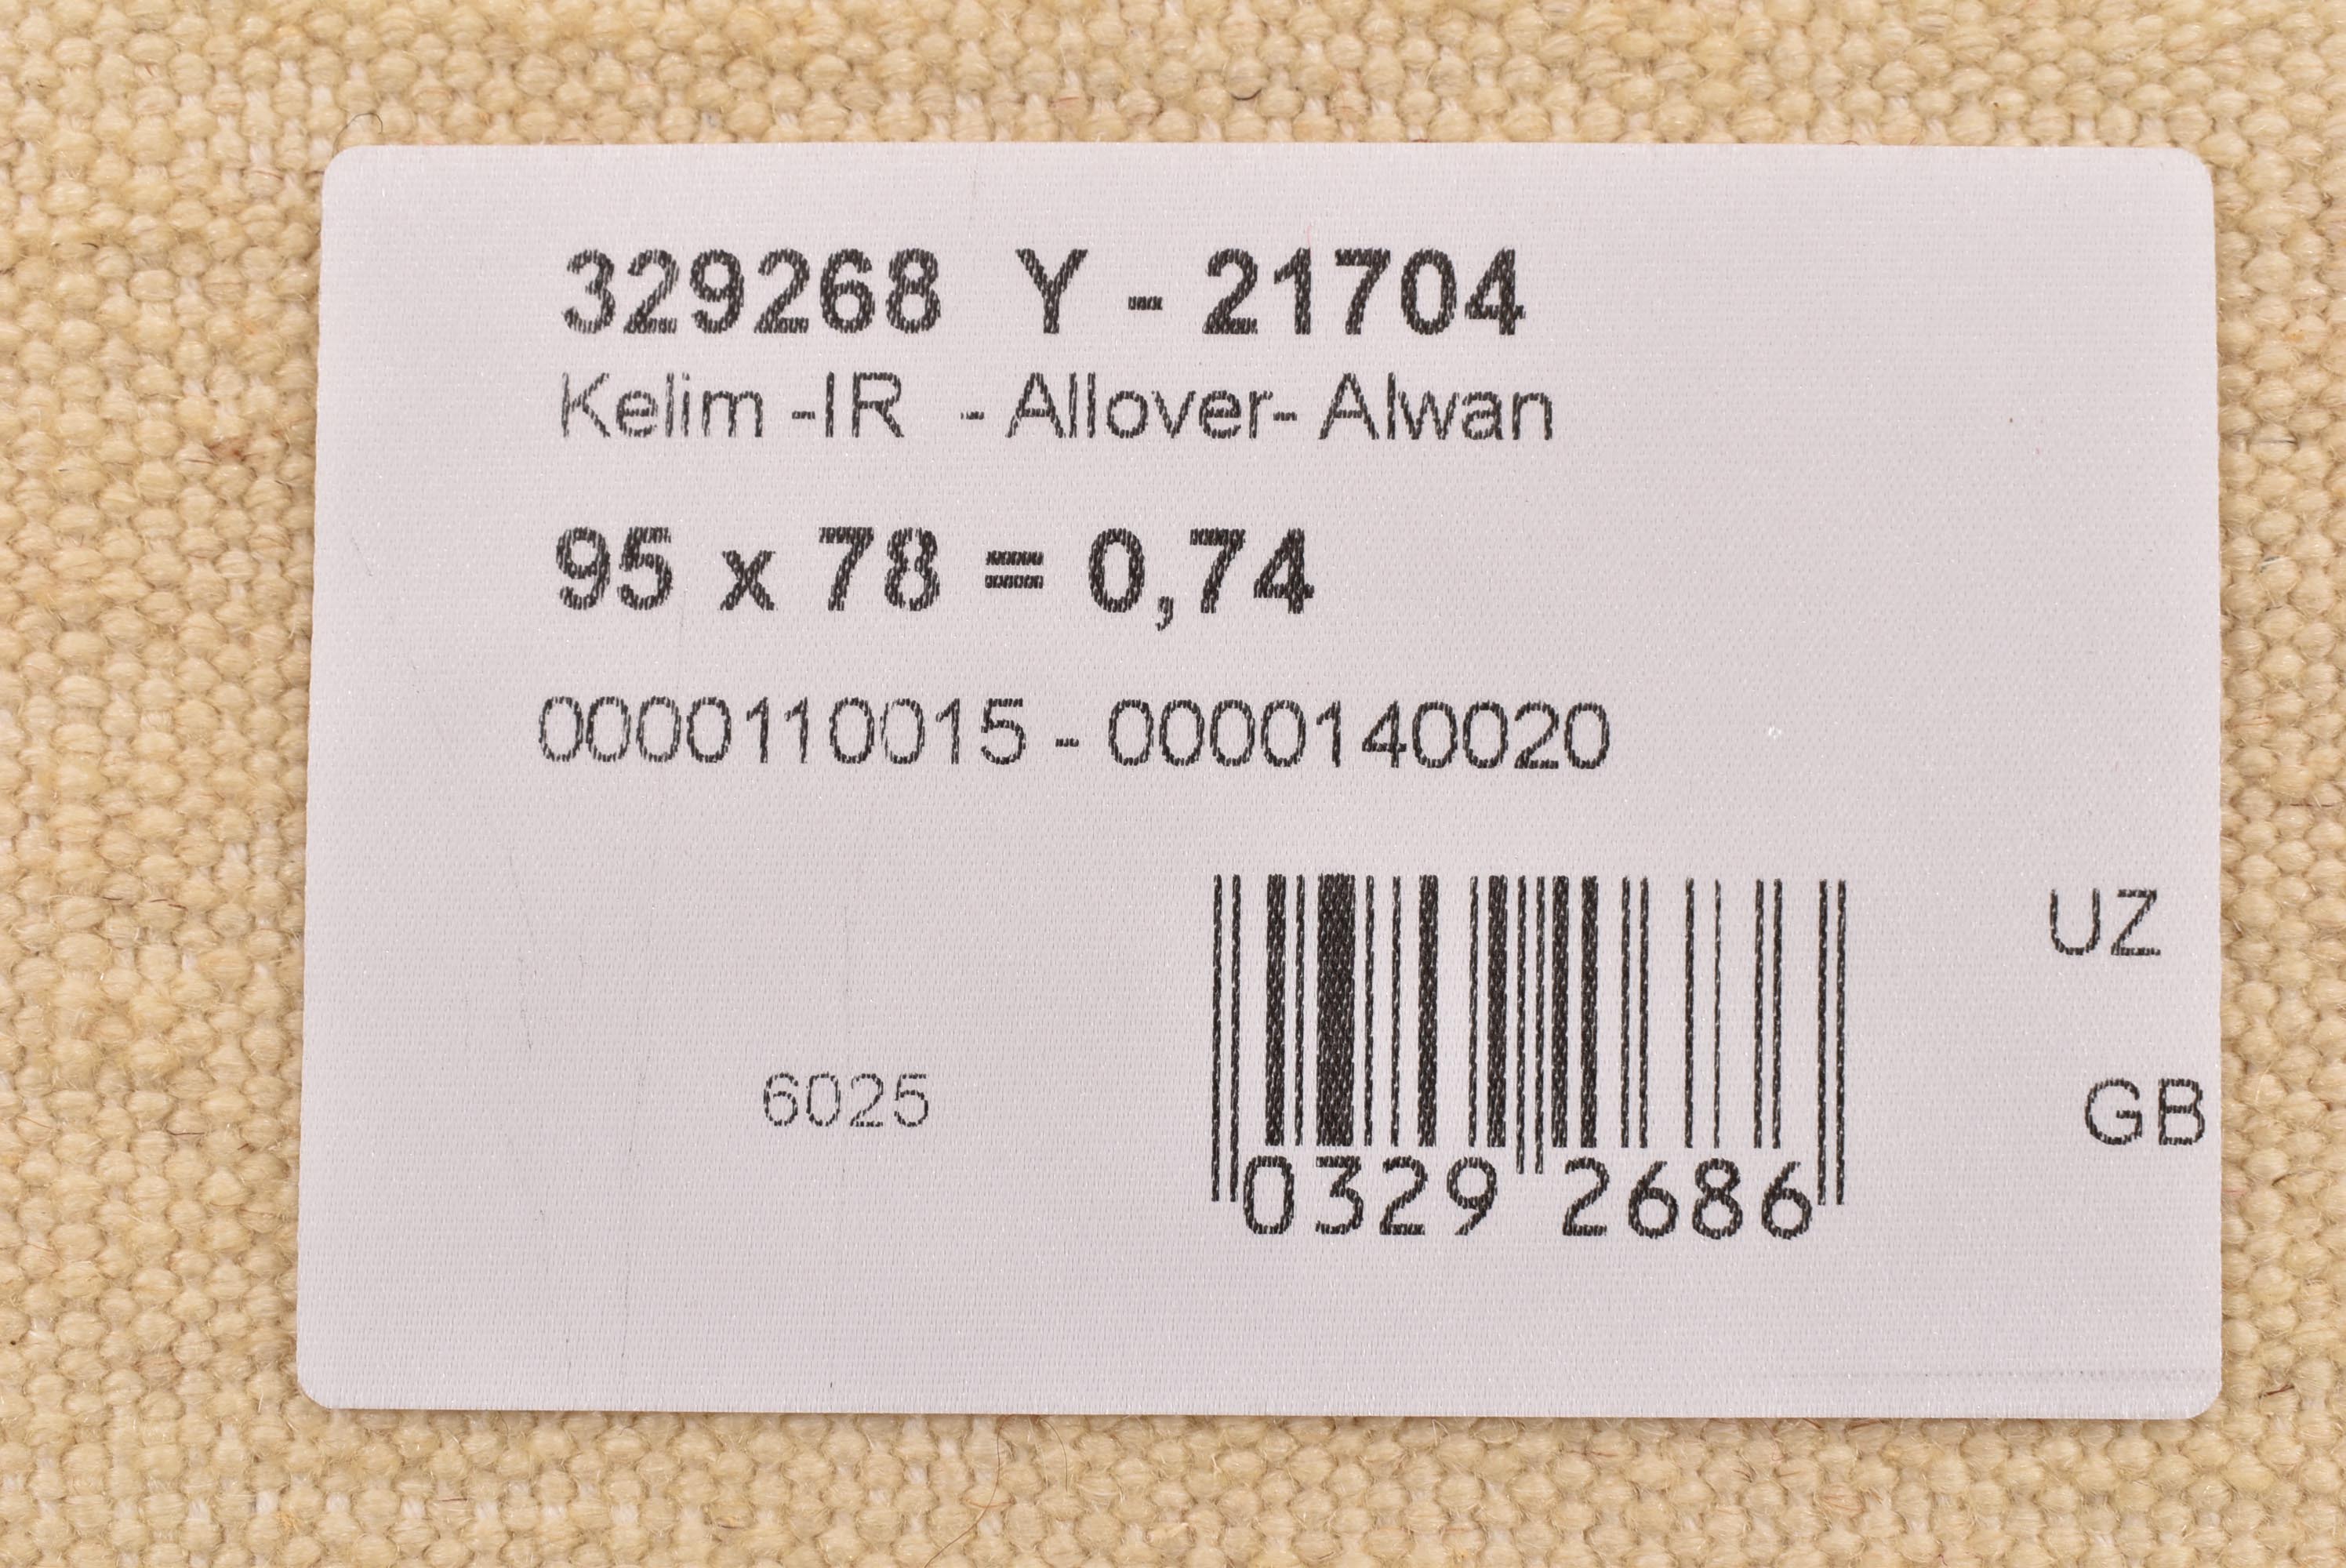 329268 Y - 21704
Kelim -IR - Allover- Alwan
95 x 78 = 0,74
0000110015 - 0000140020
UZ
6025
GB
0329 2686